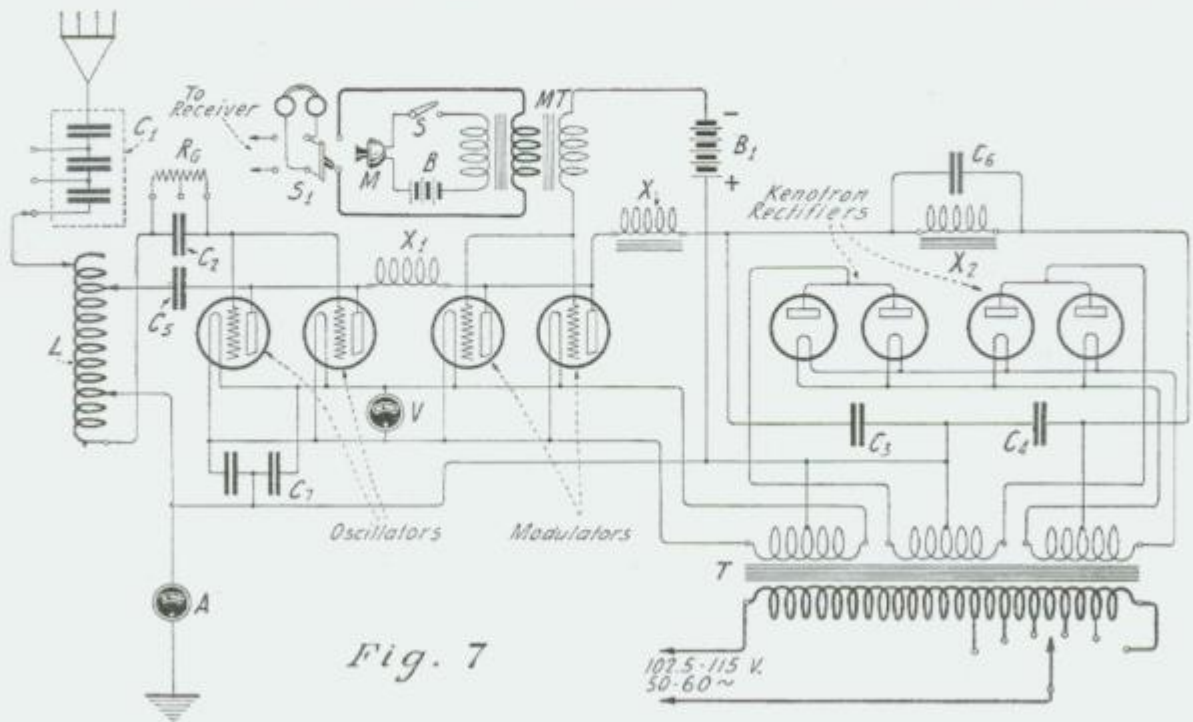 C1
To
Receiver
RG
S1
M
S
B
MT
-
B1
+
C6
Kenotron
Rectifiers
X
X2
X1
C2
C5
L
V
C3
C4
C7
Oscillators
Modulators
T
A
Fig. 7
102.5-115 V.
50-60~